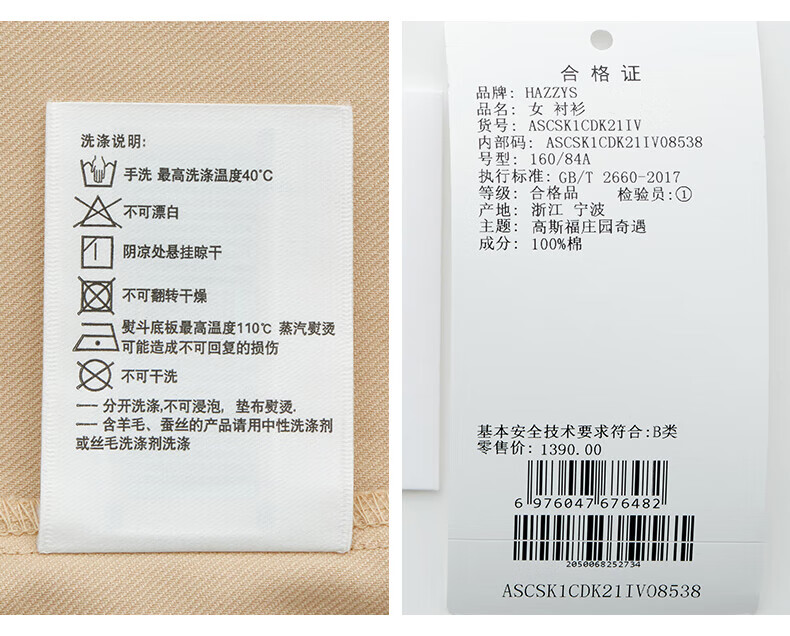 洗涤说明:
手洗 最高洗涤温度40°C
不可漂白
阴凉处悬挂晾干
不可翻转干燥
熨斗底板最高温度110℃ 蒸汽熨烫
可能造成不可回复的损伤
不可干洗
一 分开洗涤,不可浸泡, 垫布熨烫.
一 含羊毛、蚕丝的产品请用中性洗涤剂
或丝毛洗涤剂洗涤
合格证
品牌: HAZZYS
品名: 女 衬衫
货号: ASCSK1CDK21IV
内部码: ASCSK1CDK21IV08538
号型: 160/84A
执行标准: GB/T 2660-2017
等级: 合格品 检验员:①
产地: 浙江 宁波
主题: 高斯福庄园奇遇
成分: 100%棉
基本安全技术要求符合:B类
零售价: 1390.00
6 976047 676482
2050068252734
ASCSK1CDK21IV08538